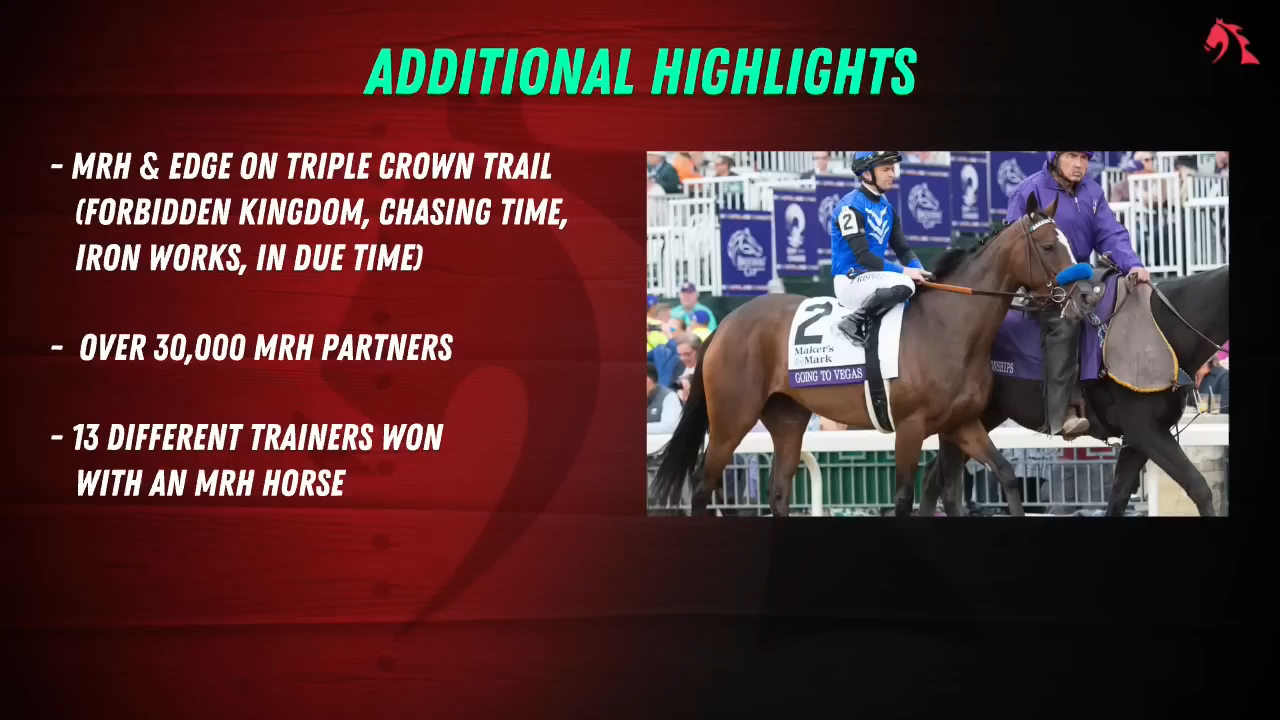 ADDITIONAL HIGHLIGHTS
- MRH & EDGE ON TRIPLE CROWN TRAIL
(FORBIDDEN KINGDOM, CHASING TIME,
IRON WORKS, IN DUE TIME)
- OVER 30,000 MRH PARTNERS
- 13 DIFFERENT TRAINERS WON
WITH AN MRH HORSE
2
2
Maker's
Mark
GOING TO VEGAS